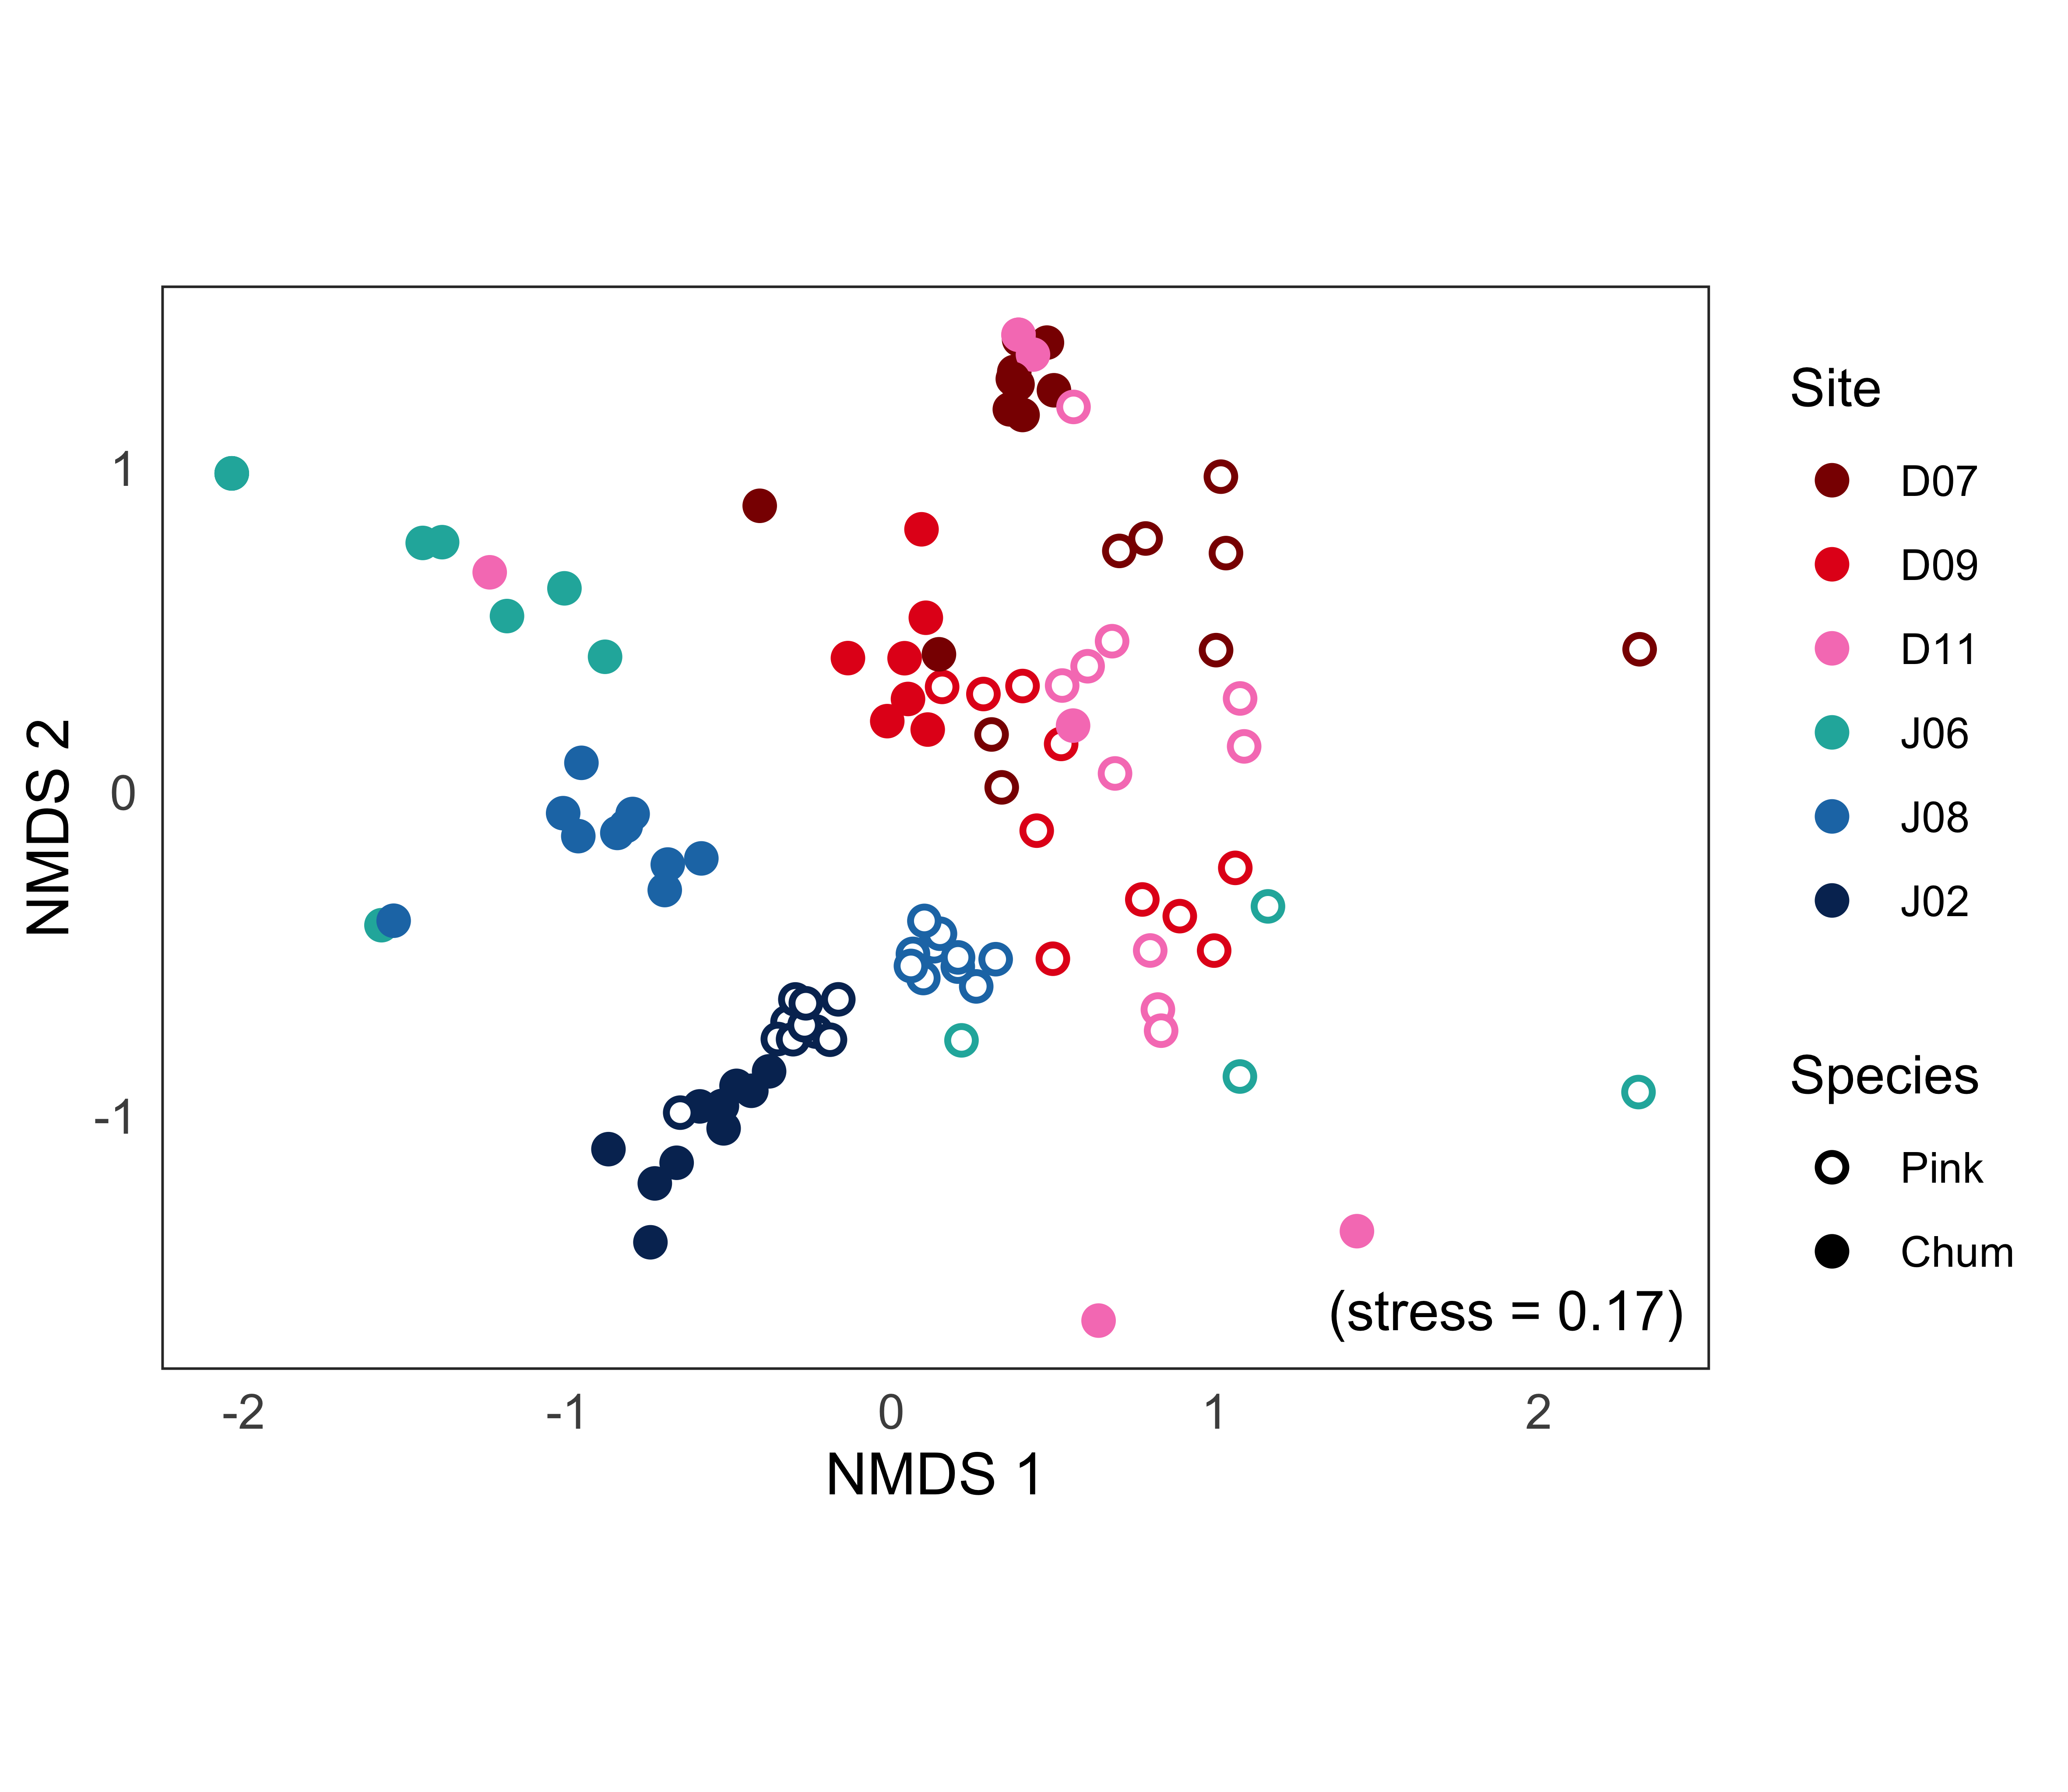 NMDS 2
1
0
-1
-2
-1
0
1
2
NMDS 1
(stress = 0.17)
Site
D07
D09
D11
J06
J08
J02
Species
Pink
Chum